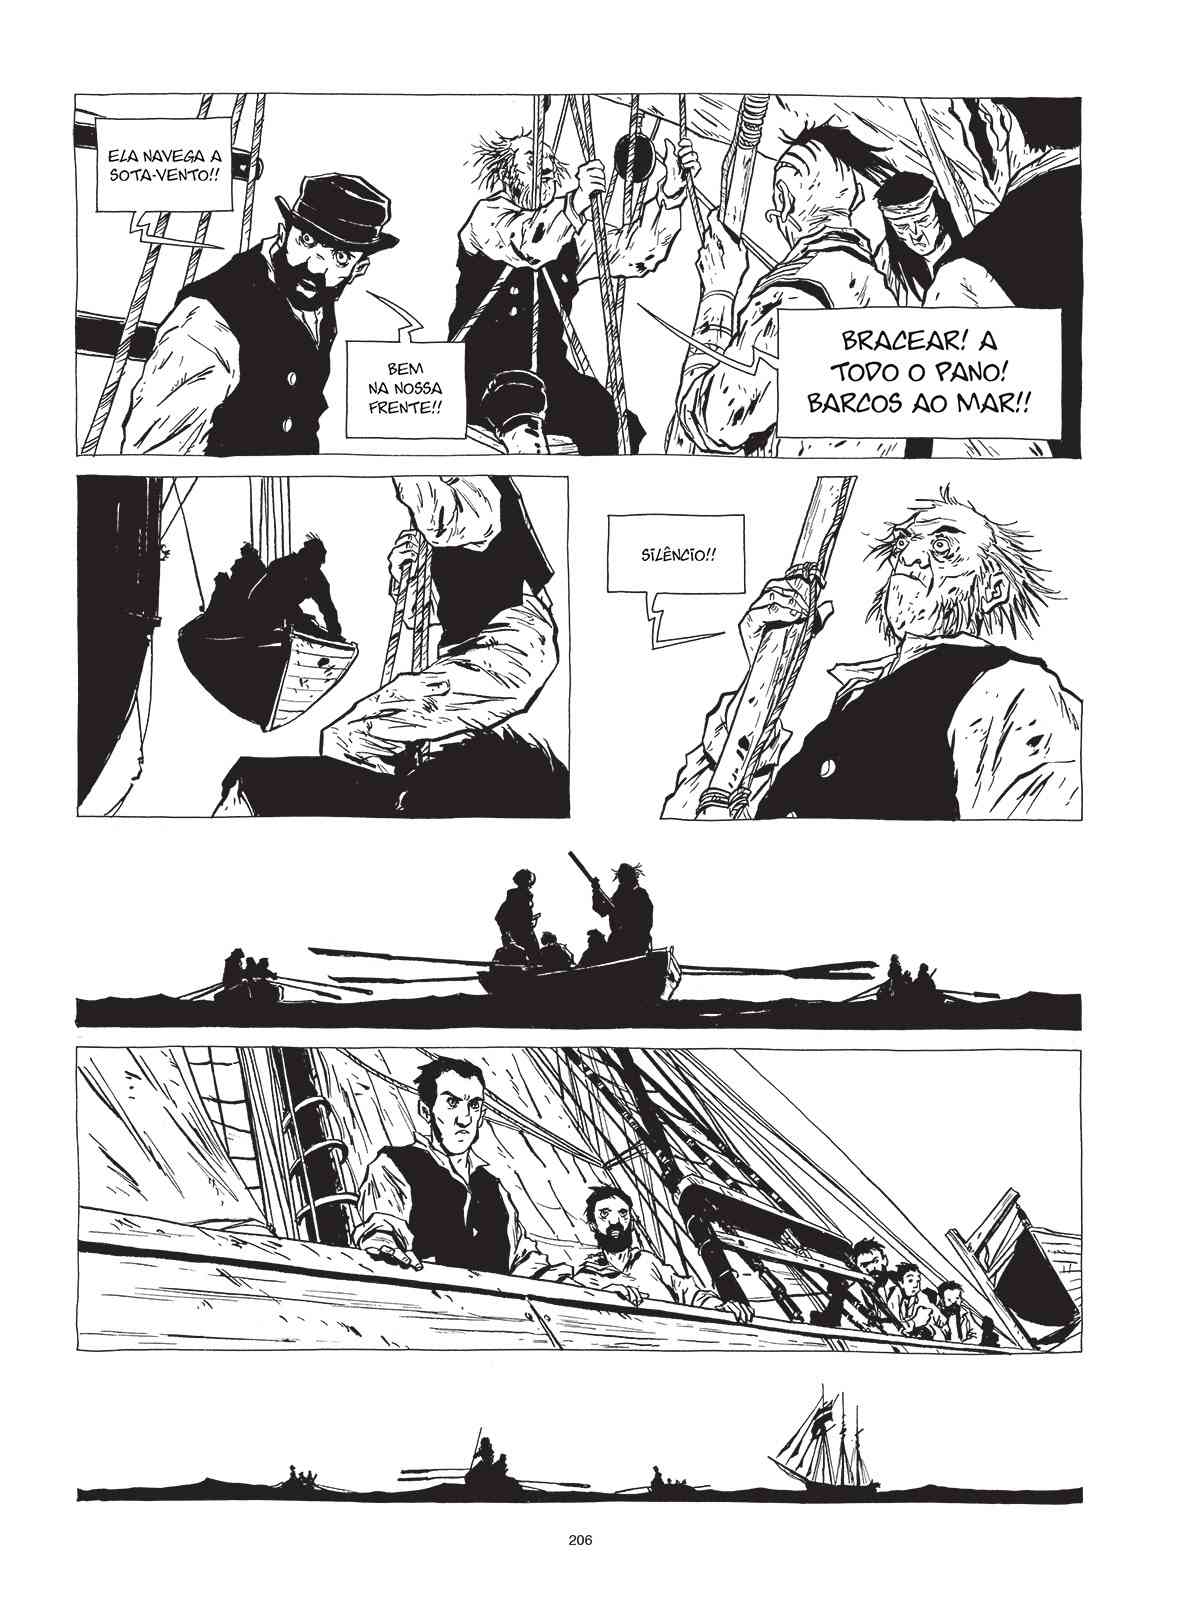 ELA NAVEGA A
SOTA-VENTO!!
BEM
NA NOSSA
FRENTE!!
BRACEAR! A
TODO O PANO!
BARCOS AO MAR!!
SILÊNCIO!!
206